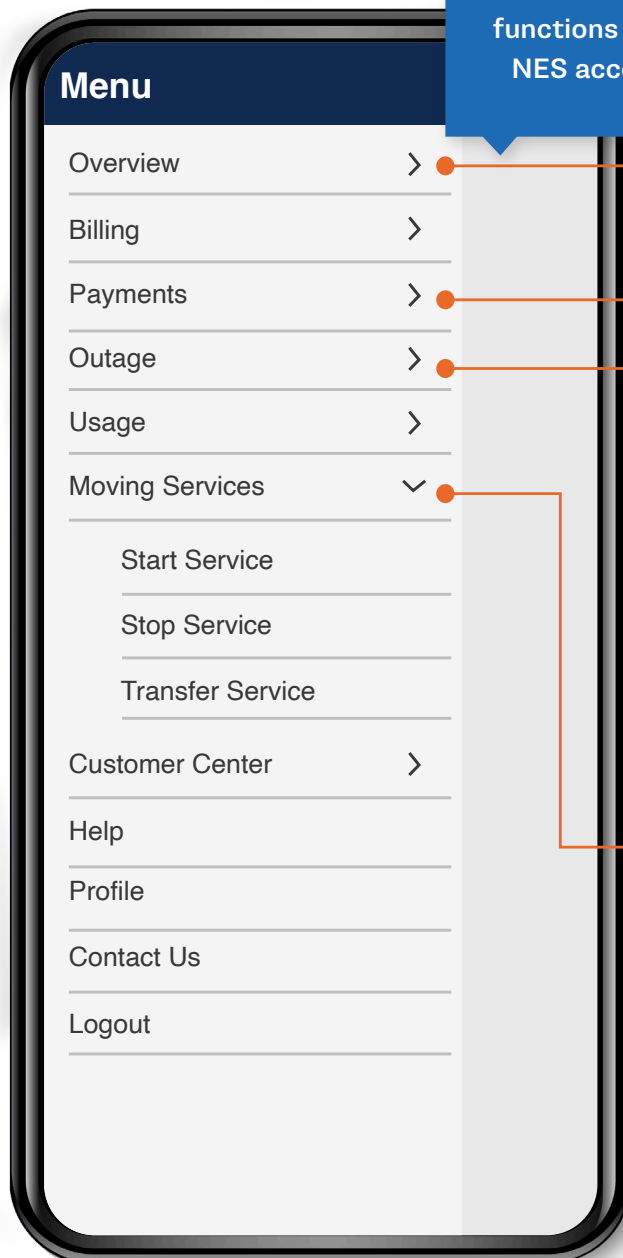 functions
NES
Menu
Overview
Billing
Payments
Outage
Usage
Moving Services
Start Service
Stop Service
Transfer Service
Customer Center
Help
Profile
Contact Us
Logout